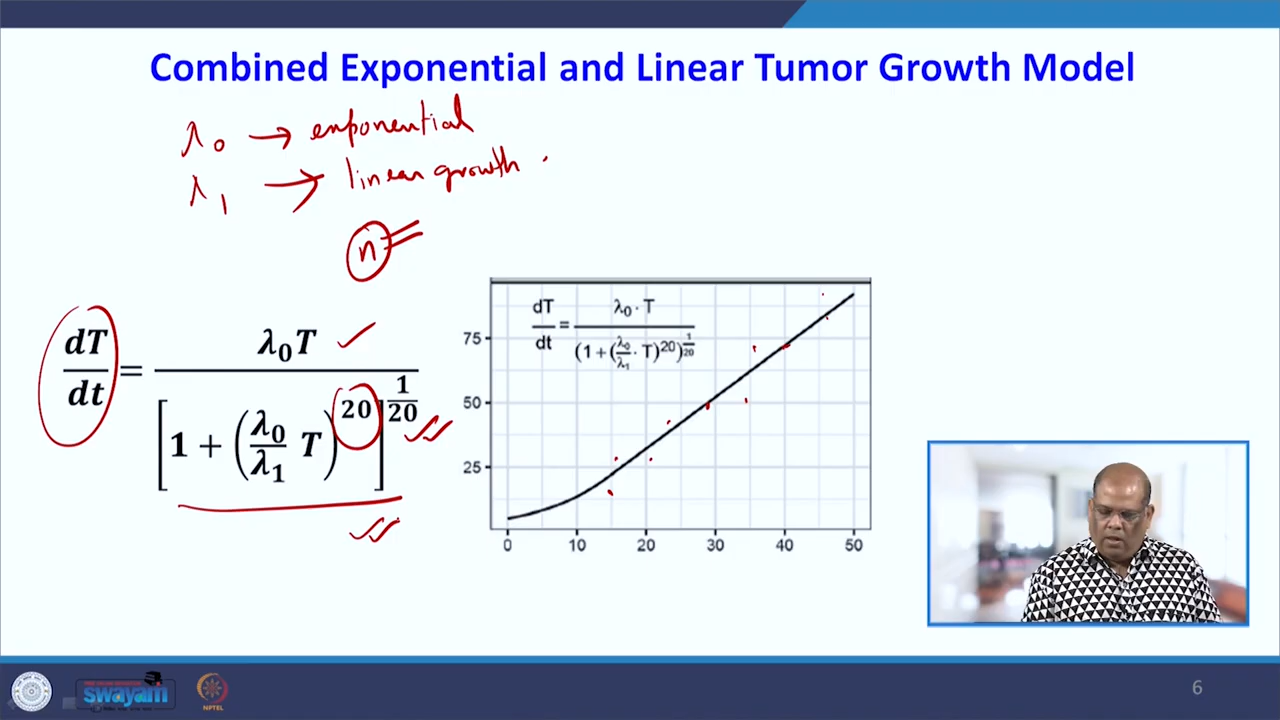 Combined Exponential and Linear Tumor Growth Model
λ₀ → exponential
λ₁ → linear growth
n =
dT/dt = λ₀T / [1 + (λ₀/λ₁ T)^20]^(1/20)
dT/dt = λ₀·T / (1+(λ₀/λ₁·T)^20)^(1/20)
75
50
25
0 10 20 30 40 50
swayam
NPTEL
6